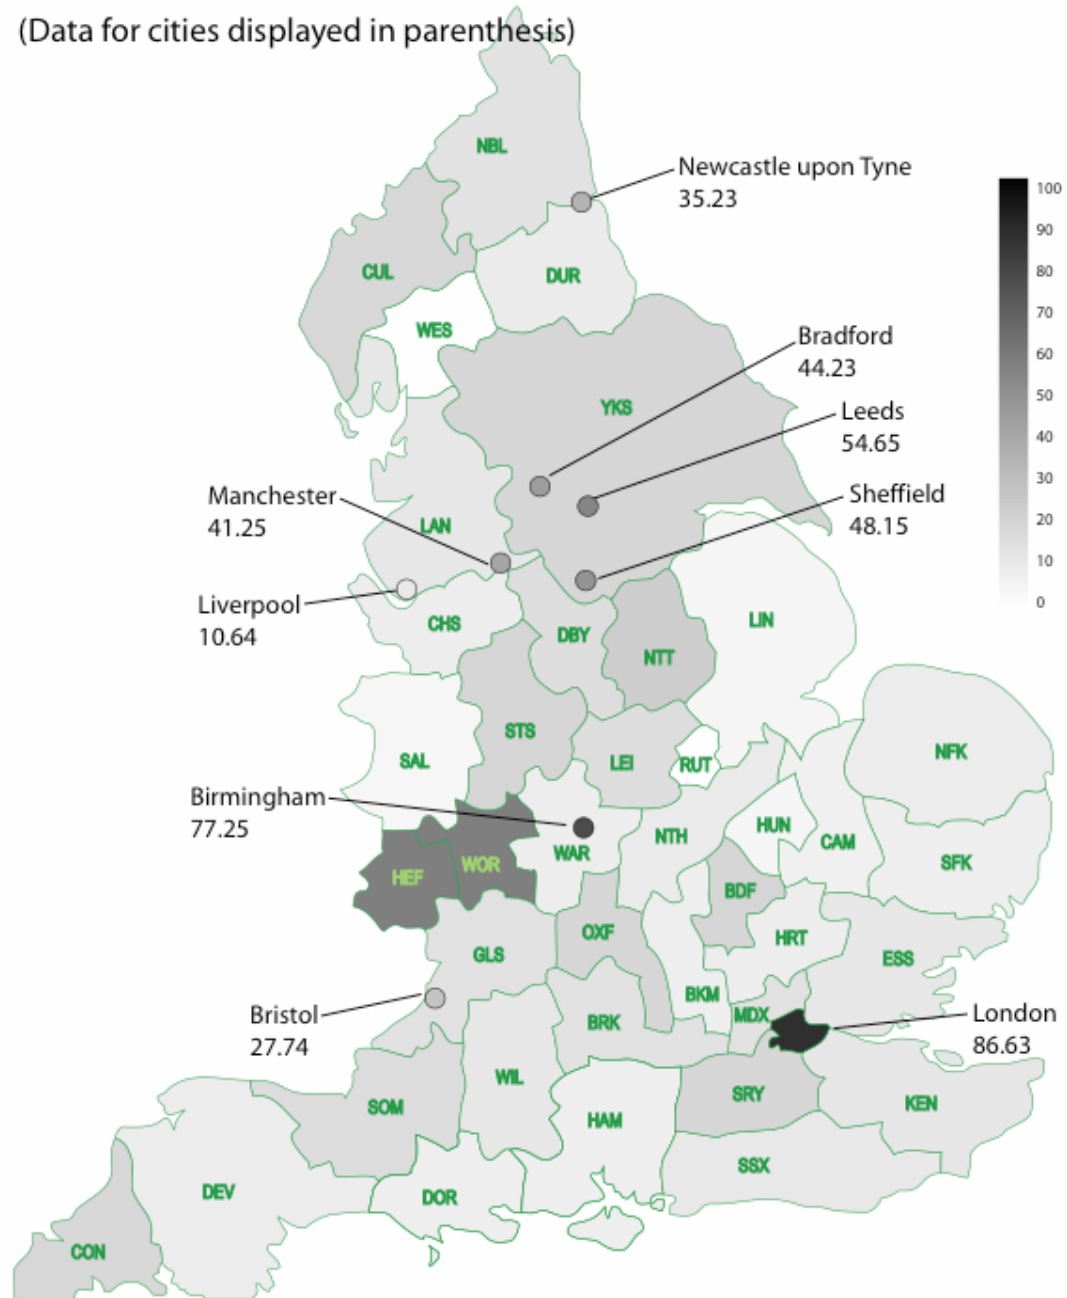 (Data for cities displayed in parenthesis)
NBL
Newcastle upon Tyne
35.23
100
90
80
70
60
50
40
30
20
10
0
CUL
DUR
WES
Bradford
44.23
YKS
Leeds
54.65
Manchester
41.25
Sheffield
48.15
LAN
Liverpool
10.64
CHS
DBY
LIN
NTT
STS
SAL
LEI
RUT
NFK
Birmingham
77.25
HUN
NTH
CAM
WAR
SFK
WOR
HEF
BDF
OXF
HRT
GLS
ESS
BKM
Bristol
27.74
MDX
BRK
London
86.63
WIL
SOM
SRY
KEN
HAM
SSX
DEV
DOR
CON